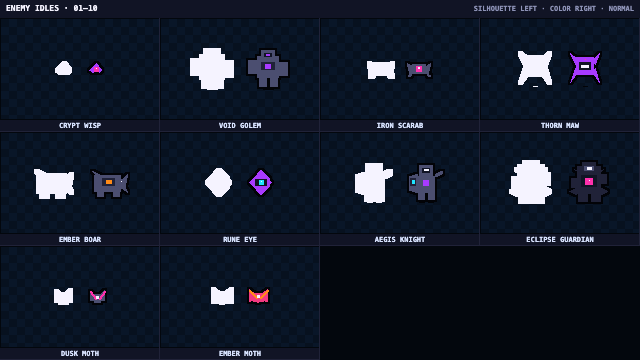 ENEMY IDLES · 01—10
SILHOUETTE LEFT · COLOR RIGHT · NORMAL
CRYPT WISP
VOID GOLEM
IRON SCARAB
THORN MAW
EMBER BOAR
RUNE EYE
AEGIS KNIGHT
ECLIPSE GUARDIAN
DUSK MOTH
EMBER MOTH